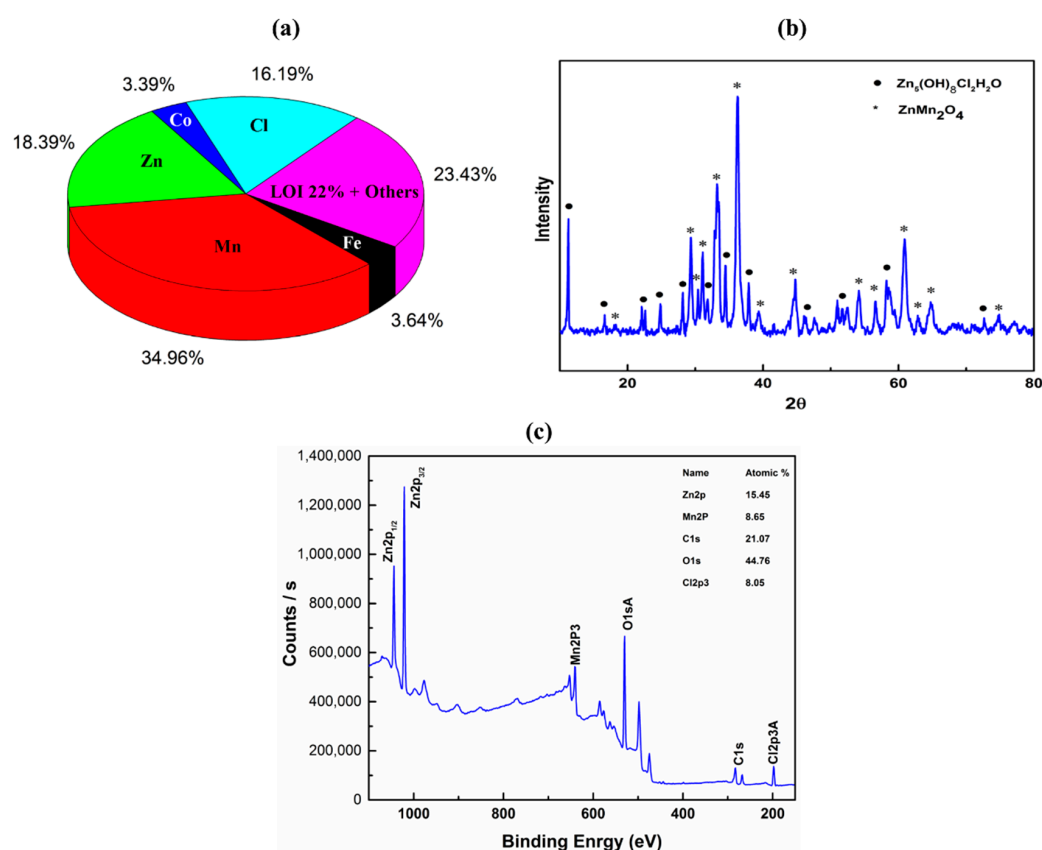 (a)
3.39%
16.19%
Co
Cl
18.39%
Zn
23.43%
LOI 22% + Others
Mn
Fe
3.64%
34.96%
(b)
Intensity
● Zn₅(OH)₈Cl₂H₂O
* ZnMn₂O₄
20
40
60
80
2θ
(c)
Counts / s
1,400,000
1,200,000
1,000,000
800,000
600,000
400,000
200,000
0
Zn2p1/2
Zn2p3/2
Mn2P3
O1sA
C1s
Cl2p3A
Name Atomic %
Zn2p 15.45
Mn2P 8.65
C1s 21.07
O1s 44.76
Cl2p3 8.05
1000
800
600
400
200
Binding Enrgy (eV)